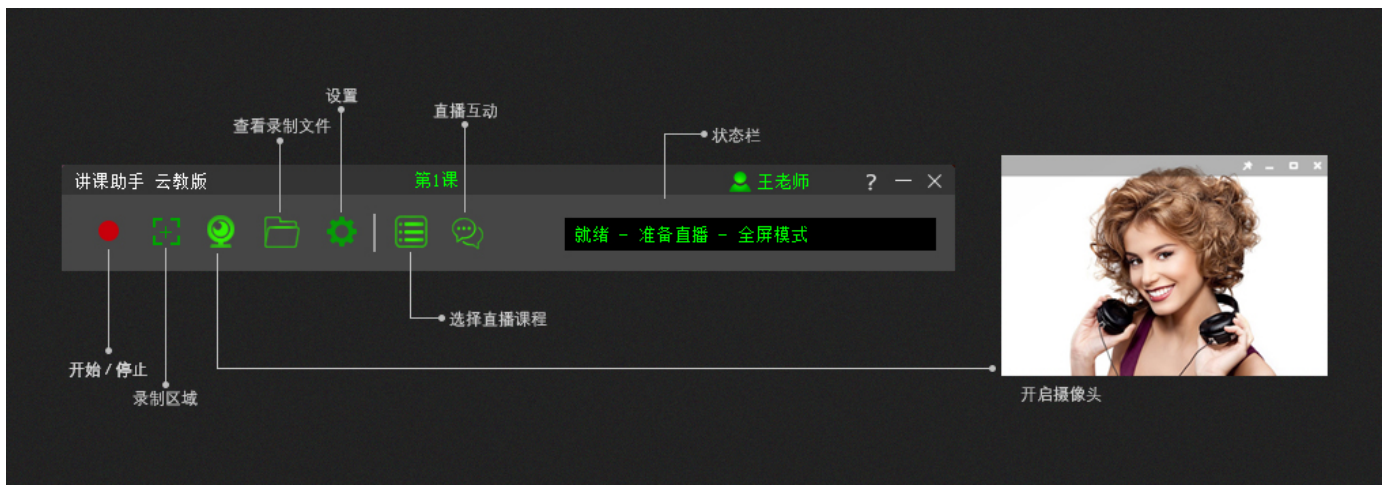 设置
直播互动
查看录制文件
状态栏
讲课助手 云教版
第1课
王老师
?
就绪 - 准备直播 - 全屏模式
选择直播课程
开始 / 停止
录制区域
开启摄像头